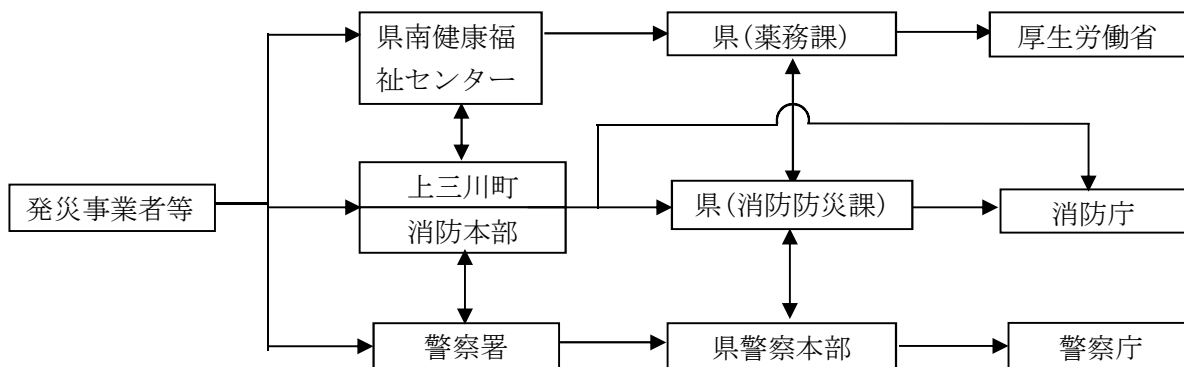 県南健康福
祉センター
県(薬務課)
厚生労働省
発災事業者等
上三川町
消防本部
県(消防防災課)
消防庁
警察署
県警察本部
警察庁